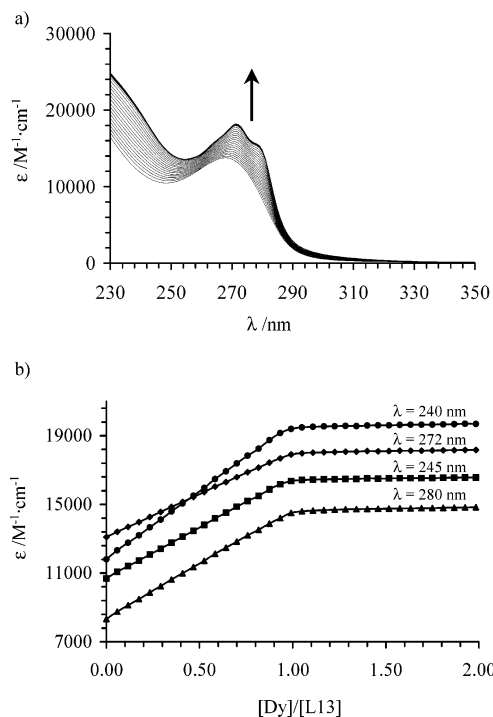 a)
30000
20000
10000
0
ε /M⁻¹·cm⁻¹
230 250 270 290 310 330 350
λ /nm
b)
19000
15000
11000
7000
ε /M⁻¹·cm⁻¹
λ = 240 nm
λ = 272 nm
λ = 245 nm
λ = 280 nm
0.00 0.50 1.00 1.50 2.00
[Dy]/[L13]